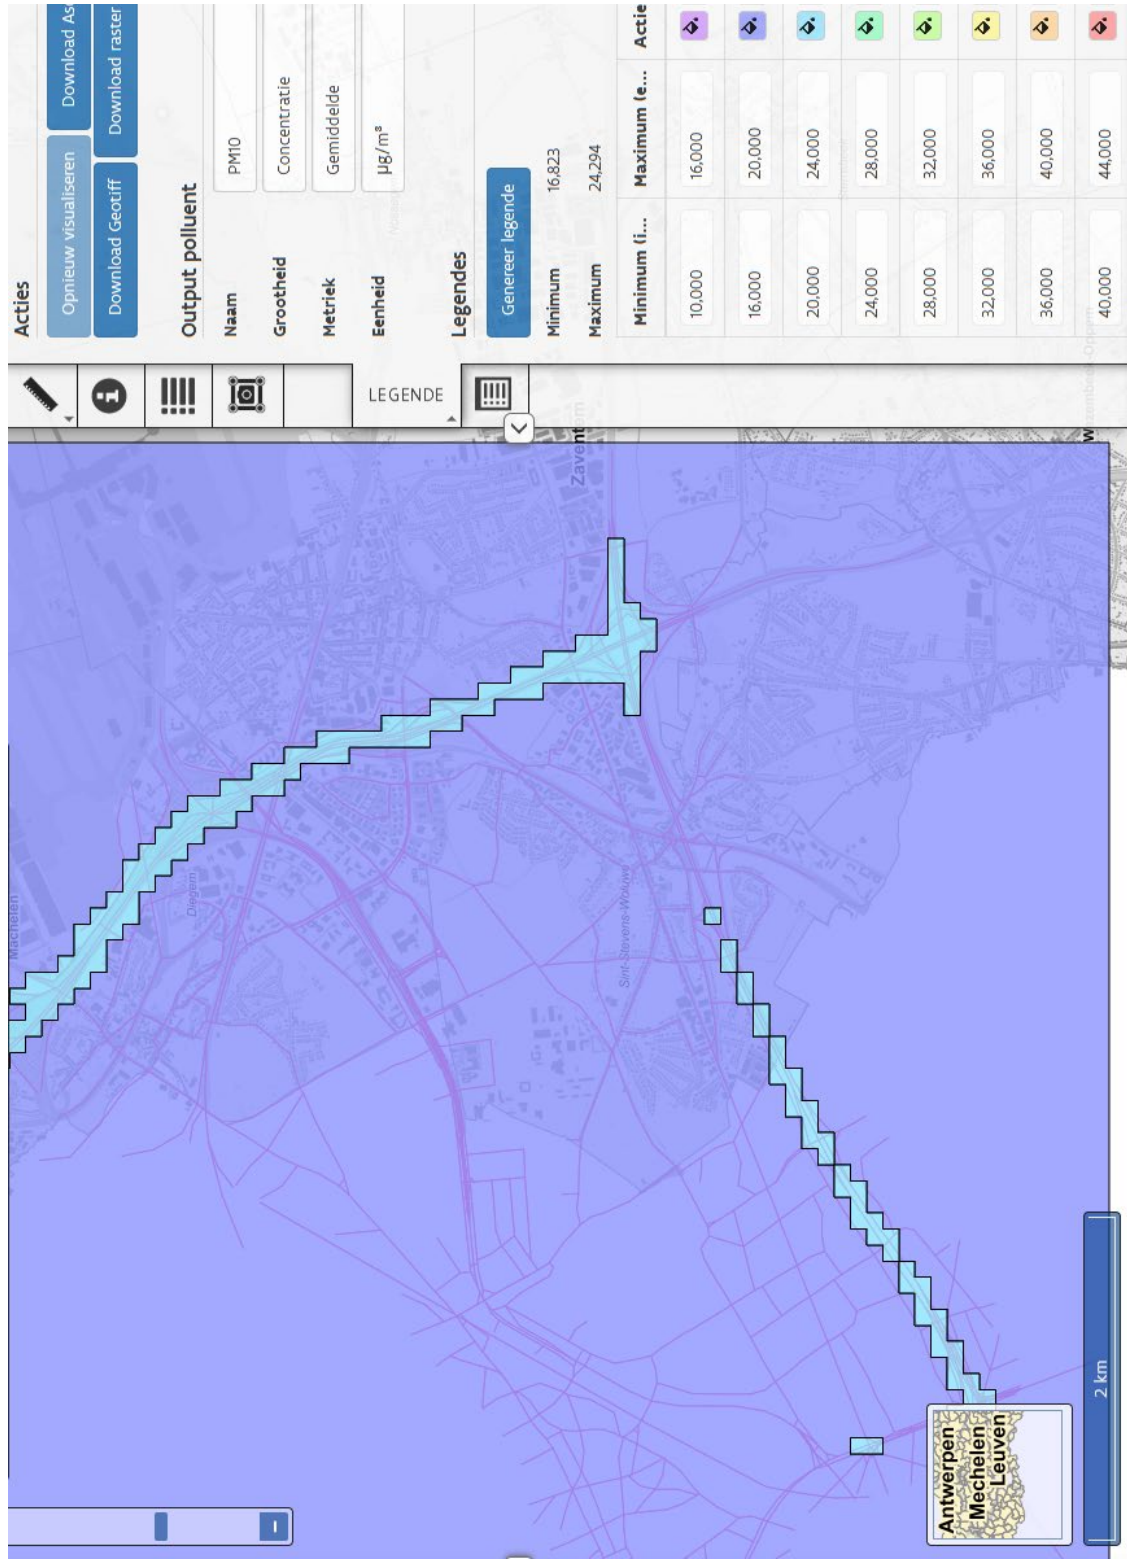 Acties
Opnieuw visualiseren
Download Geotiff
Download raster
Output polluent
Naam PM10
Grootheid Concentratie
Metriek Gemiddelde
Eenheid µg/m³
Legendes
Genereer legende
Minimum 16,823
Maximum 24,294
Minimum (i... Maximum (e... Actie
10,000 16,000
16,000 20,000
20,000 24,000
24,000 28,000
28,000 32,000
32,000 36,000
36,000 40,000
40,000 44,000
LEGENDE
Machelen
Diegem
Zaventem
Sint-Stevens-Woluwe
Wezembeek-Oppem
Antwerpen
Mechelen
Leuven
2 km